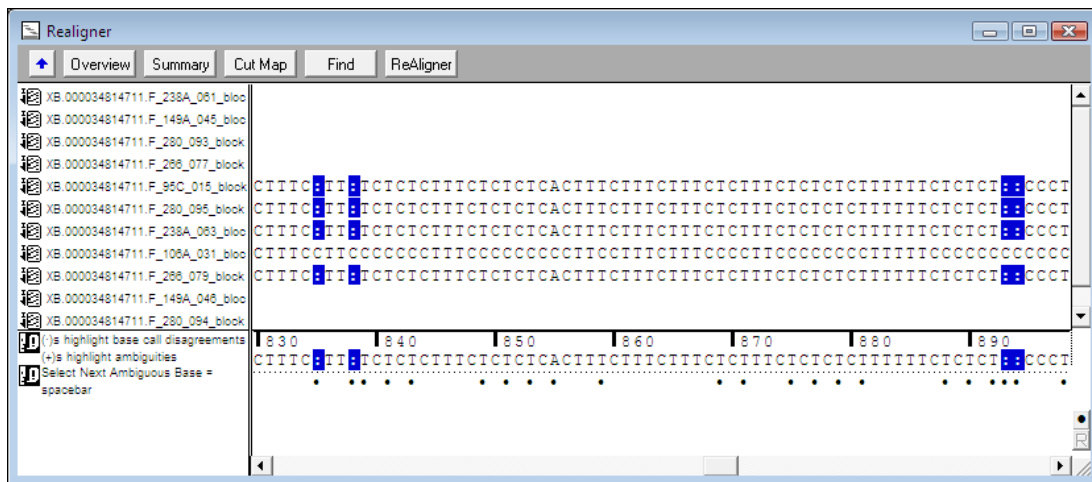 Realigner
Overview Summary Cut Map Find ReAligner
XB.000034814711.F_238A_061_bloc
XB.000034814711.F_149A_045_bloc
XB.000034814711.F_280_093_block
XB.000034814711.F_266_077_block
XB.000034814711.F_95C_015_block CTTTC:TT:TCTCTCTTTCTCTCTCACTTTCTTTCTTTCTCTTTCTCTCTCTTTTTTCTCTCT::CCCT
XB.000034814711.F_280_095_block CTTTC:TT:TCTCTCTTTCTCTCTCACTTTCTTTCTTTCTCTTTCTCTCTCTTTTTTCTCTCT::CCCT
XB.000034814711.F_238A_063_bloc CTTTC:TT:TCTCTCTTTCTCTCTCACTTTCTTTCTTTCTCTTTCTCTCTCTTTTTTCTCTCT::CCCT
XB.000034814711.F_106A_031_bloc CTTTCCTTCCCCCCCTTTCCCCCCCCCTTCCTTTCTTTCCCCTTCCCCCCCCTTTTTCCCCCCCCCCCC
XB.000034814711.F_266_079_block CTTTC:TT:TCTCTCTTTCTCTCTCACTTTCTTTCTTTCTCTTTCTCTCTCTTTTTTCTCTCT::CCCT
XB.000034814711.F_149A_046_bloc
XB.000034814711.F_280_094_block
(·)s highlight base call disagreements
(+)s highlight ambiguities
Select Next Ambiguous Base =
spacebar
830 840 850 860 870 880 890
CTTTC:TT:TCTCTCTTTCTCTCTCACTTTCTTTCTTTCTCTTTCTCTCTCTTTTTTCTCTCT::CCCT
R